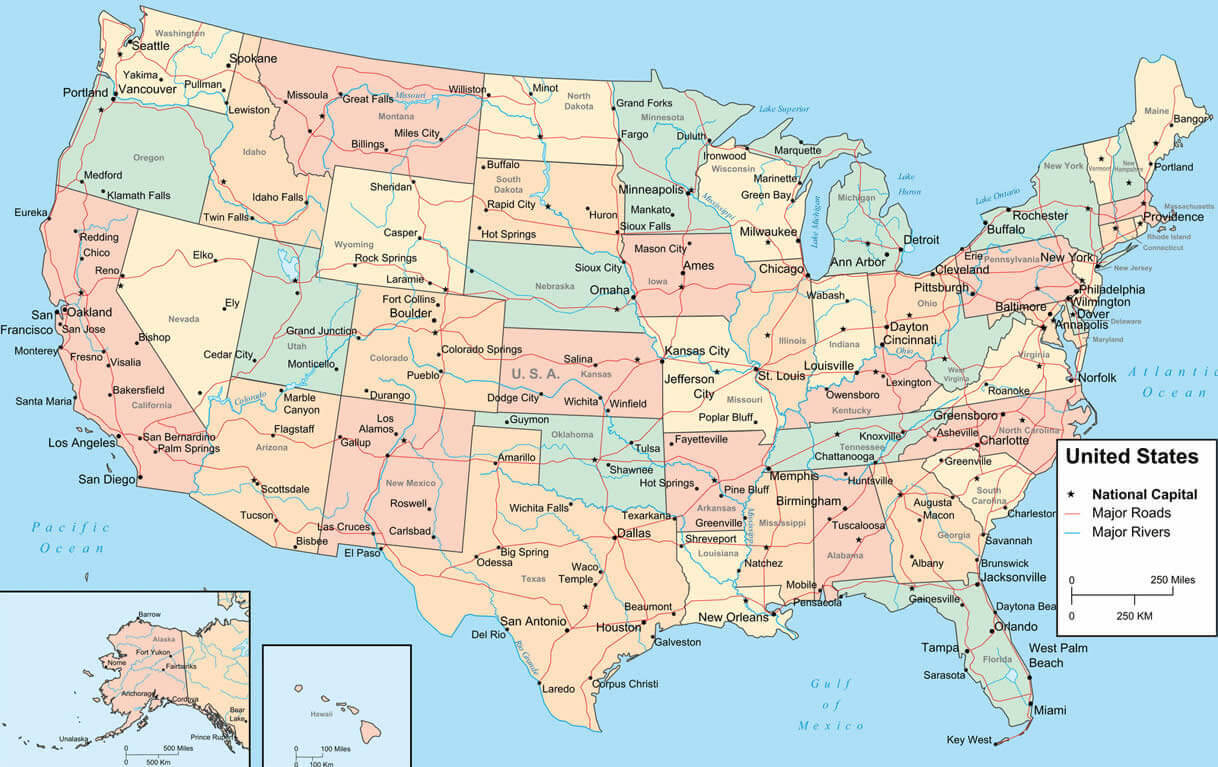 Washington
Seattle
Spokane
Yakima
Pullman
Portland
Vancouver
Lewiston
Oregon
Medford
Klamath Falls
Idaho
Idaho Falls
Twin Falls
Missoula
Great Falls
Missouri
Montana
Miles City
Billings
Williston
Minot
North
Dakota
Grand Forks
Fargo
Minnesota
Duluth
Lake Superior
Ironwood
Marquette
Wisconsin
Marinette
Green Bay
Minneapolis
Mankato
Mississippi
Milwaukee
Lake Michigan
Michigan
Lake
Huron
Detroit
Ann Arbor
Buffalo
South
Dakota
Rapid City
Huron
Hot Springs
Sioux Falls
Sheridan
Casper
Wyoming
Rock Springs
Laramie
Sioux City
Nebraska
Omaha
Mason City
Ames
Iowa
Chicago
Maine
Bangor
New York
Vermont
New
Hampshire
Portland
Lake Ontario
Rochester
Buffalo
Massachusetts
Providence
Rhode Island
Connecticut
Erie
Pennsylvania
New York
New Jersey
Cleveland
Pittsburgh
Philadelphia
Wilmington
Baltimore
Dover
Annapolis
Delaware
Maryland
Eureka
Redding
Chico
Reno
Elko
Ely
Nevada
San
Francisco
Oakland
San Jose
Monterey
Fresno
Visalia
Bishop
Bakersfield
California
Santa Maria
Los Angeles
San Bernardino
Palm Springs
San Diego
Cedar City
Utah
Grand Junction
Monticello
Colorado
Marble
Canyon
Fort Collins
Boulder
Colorado
Colorado Springs
Pueblo
Durango
Salina
U. S. A.
Kansas
Dodge City
Wichita
Winfield
Kansas City
Jefferson
City
St. Louis
Missouri
Poplar Bluff
Illinois
Wabash
Indiana
Ohio
Dayton
Cincinnati
Ohio
Louisville
Lexington
Owensboro
Kentucky
West
Virginia
Virginia
Roanoke
Norfolk
Atlantic
Ocean
Flagstaff
Arizona
Scottsdale
Tucson
Bisbee
Los
Alamos
Gallup
New Mexico
Roswell
Las Cruces
Carlsbad
El Paso
Guymon
Oklahoma
Tulsa
Shawnee
Amarillo
Wichita Falls
Dallas
Big Spring
Odessa
Texas
Waco
Temple
Beaumont
San Antonio
Houston
Del Rio
Galveston
Rio Grande
Laredo
Corpus Christi
Fayetteville
Hot Springs
Pine Bluff
Arkansas
Texarkana
Greenville
Shreveport
Louisiana
Natchez
New Orleans
Mississippi
Mississippi
Memphis
Tennessee
Knoxville
Chattanooga
Huntsville
Birmingham
Tuscaloosa
Alabama
Mobile
Pensacola
Greensboro
Asheville
Charlotte
North Carolina
Greenville
South
Carolina
Charleston
Augusta
Macon
Georgia
Savannah
Albany
Brunswick
Jacksonville
Gainesville
Daytona Bea
Orlando
Tampa
West Palm
Beach
Florida
Sarasota
Miami
Key West
Gulf
of
Mexico
Pacific
Ocean
United States
National Capital
Major Roads
Major Rivers
0
250 Miles
0
250 KM
Barrow
Alaska
Fort Yukon
Nome
Fairbanks
Anchorage
Cordova
Bear
Lake
Unalaska
Prince Rup
0
500 Miles
0
500 Km
Hawaii
0
100 Miles
0
100 Km